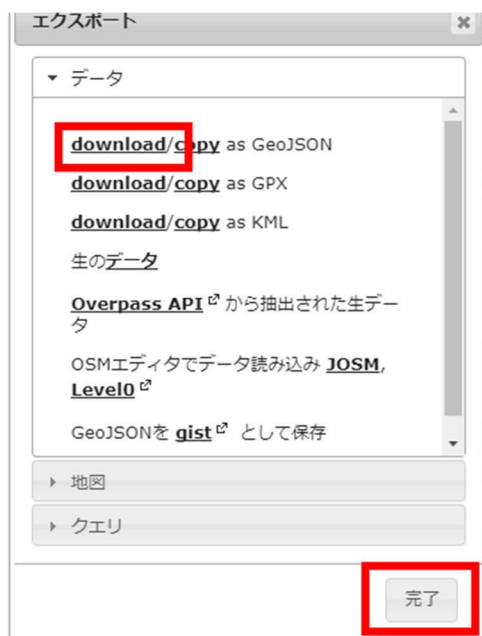 エクスポート
データ
download/copy as GeoJSON
download/copy as GPX
download/copy as KML
生のデータ
Overpass API から抽出された生デー
タ
OSMエディタでデータ読み込み JOSM,
Level0
GeoJSONを gist として保存
地図
クエリ
完了